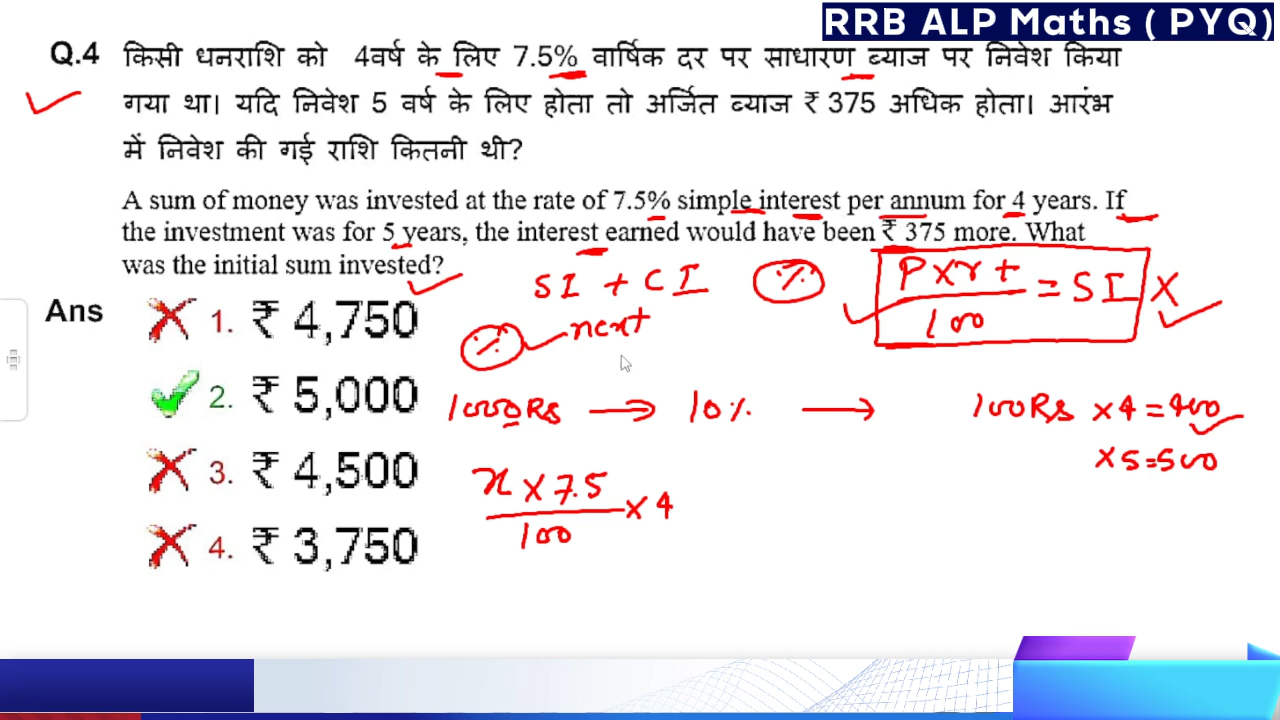 RRB ALP Maths ( PYQ)
Q.4 किसी धनराशि को 4वर्ष के लिए 7.5% वार्षिक दर पर साधारण ब्याज पर निवेश किया
गया था। यदि निवेश 5 वर्ष के लिए होता तो अर्जित ब्याज ₹ 375 अधिक होता। आरंभ
में निवेश की गई राशि कितनी थी?
A sum of money was invested at the rate of 7.5% simple interest per annum for 4 years. If
the investment was for 5 years, the interest earned would have been ₹ 375 more. What
was the initial sum invested?
SI + CI % P x r t / 100 = SI X
Ans 1. ₹ 4,750
% next
2. ₹ 5,000
1000Rs → 10% → 100Rs x4 = 400
x5=500
3. ₹ 4,500
x x 7.5 / 100 x 4
4. ₹ 3,750